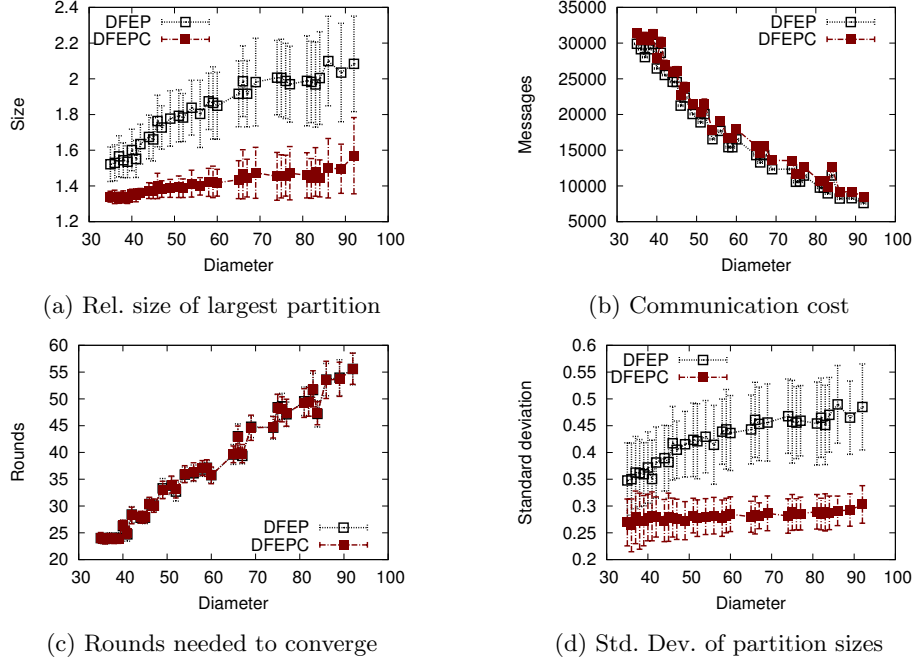 2.4
2.2
2
1.8
1.6
1.4
1.2
Size
DFEP
DFEPC
30 40 50 60 70 80 90 100
Diameter
(a) Rel. size of largest partition
35000
30000
25000
20000
15000
10000
5000
Messages
DFEP
DFEPC
30 40 50 60 70 80 90 100
Diameter
(b) Communication cost
60
55
50
45
40
35
30
25
20
Rounds
DFEP
DFEPC
30 40 50 60 70 80 90 100
Diameter
(c) Rounds needed to converge
0.6
0.55
0.5
0.45
0.4
0.35
0.3
0.25
0.2
Standard deviation
DFEP
DFEPC
30 40 50 60 70 80 90 100
Diameter
(d) Std. Dev. of partition sizes